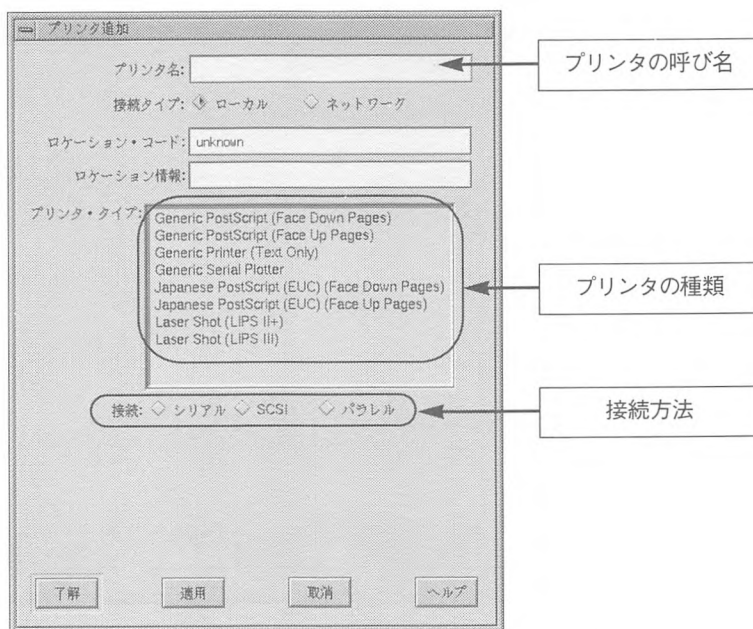 プリンタ追加
プリンタ名:
プリンタの呼び名
接続タイプ: ローカル ネットワーク
ロケーション・コード: unknown
ロケーション情報:
プリンタ・タイプ:
Generic PostScript (Face Down Pages)
Generic PostScript (Face Up Pages)
Generic Printer (Text Only)
Generic Serial Plotter
Japanese PostScript (EUC) (Face Down Pages)
Japanese PostScript (EUC) (Face Up Pages)
Laser Shot (LIPS II+)
Laser Shot (LIPS III)
プリンタの種類
接続: シリアル SCSI パラレル
接続方法
了解 適用 取消 ヘルプ